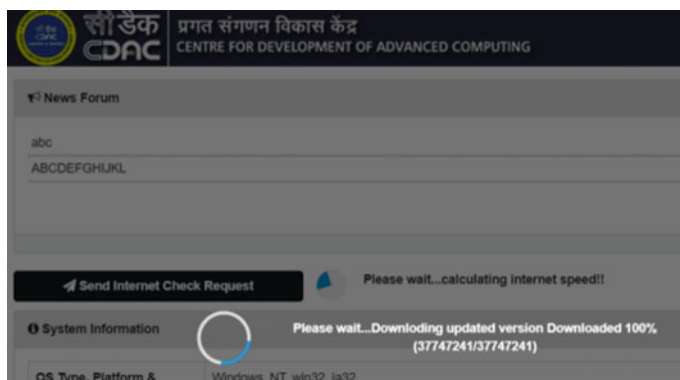 सी डैक
CDAC
प्रगत संगणन विकास केंद्र
CENTRE FOR DEVELOPMENT OF ADVANCED COMPUTING
News Forum
abc
ABCDEFGHIJKL
Send Internet Check Request
Please wait...calculating internet speed!!
System Information
Please wait...Downloding updated version Downloaded 100%
(37747241/37747241)
OS Type, Platform &
Windows_NT, win32, ia32